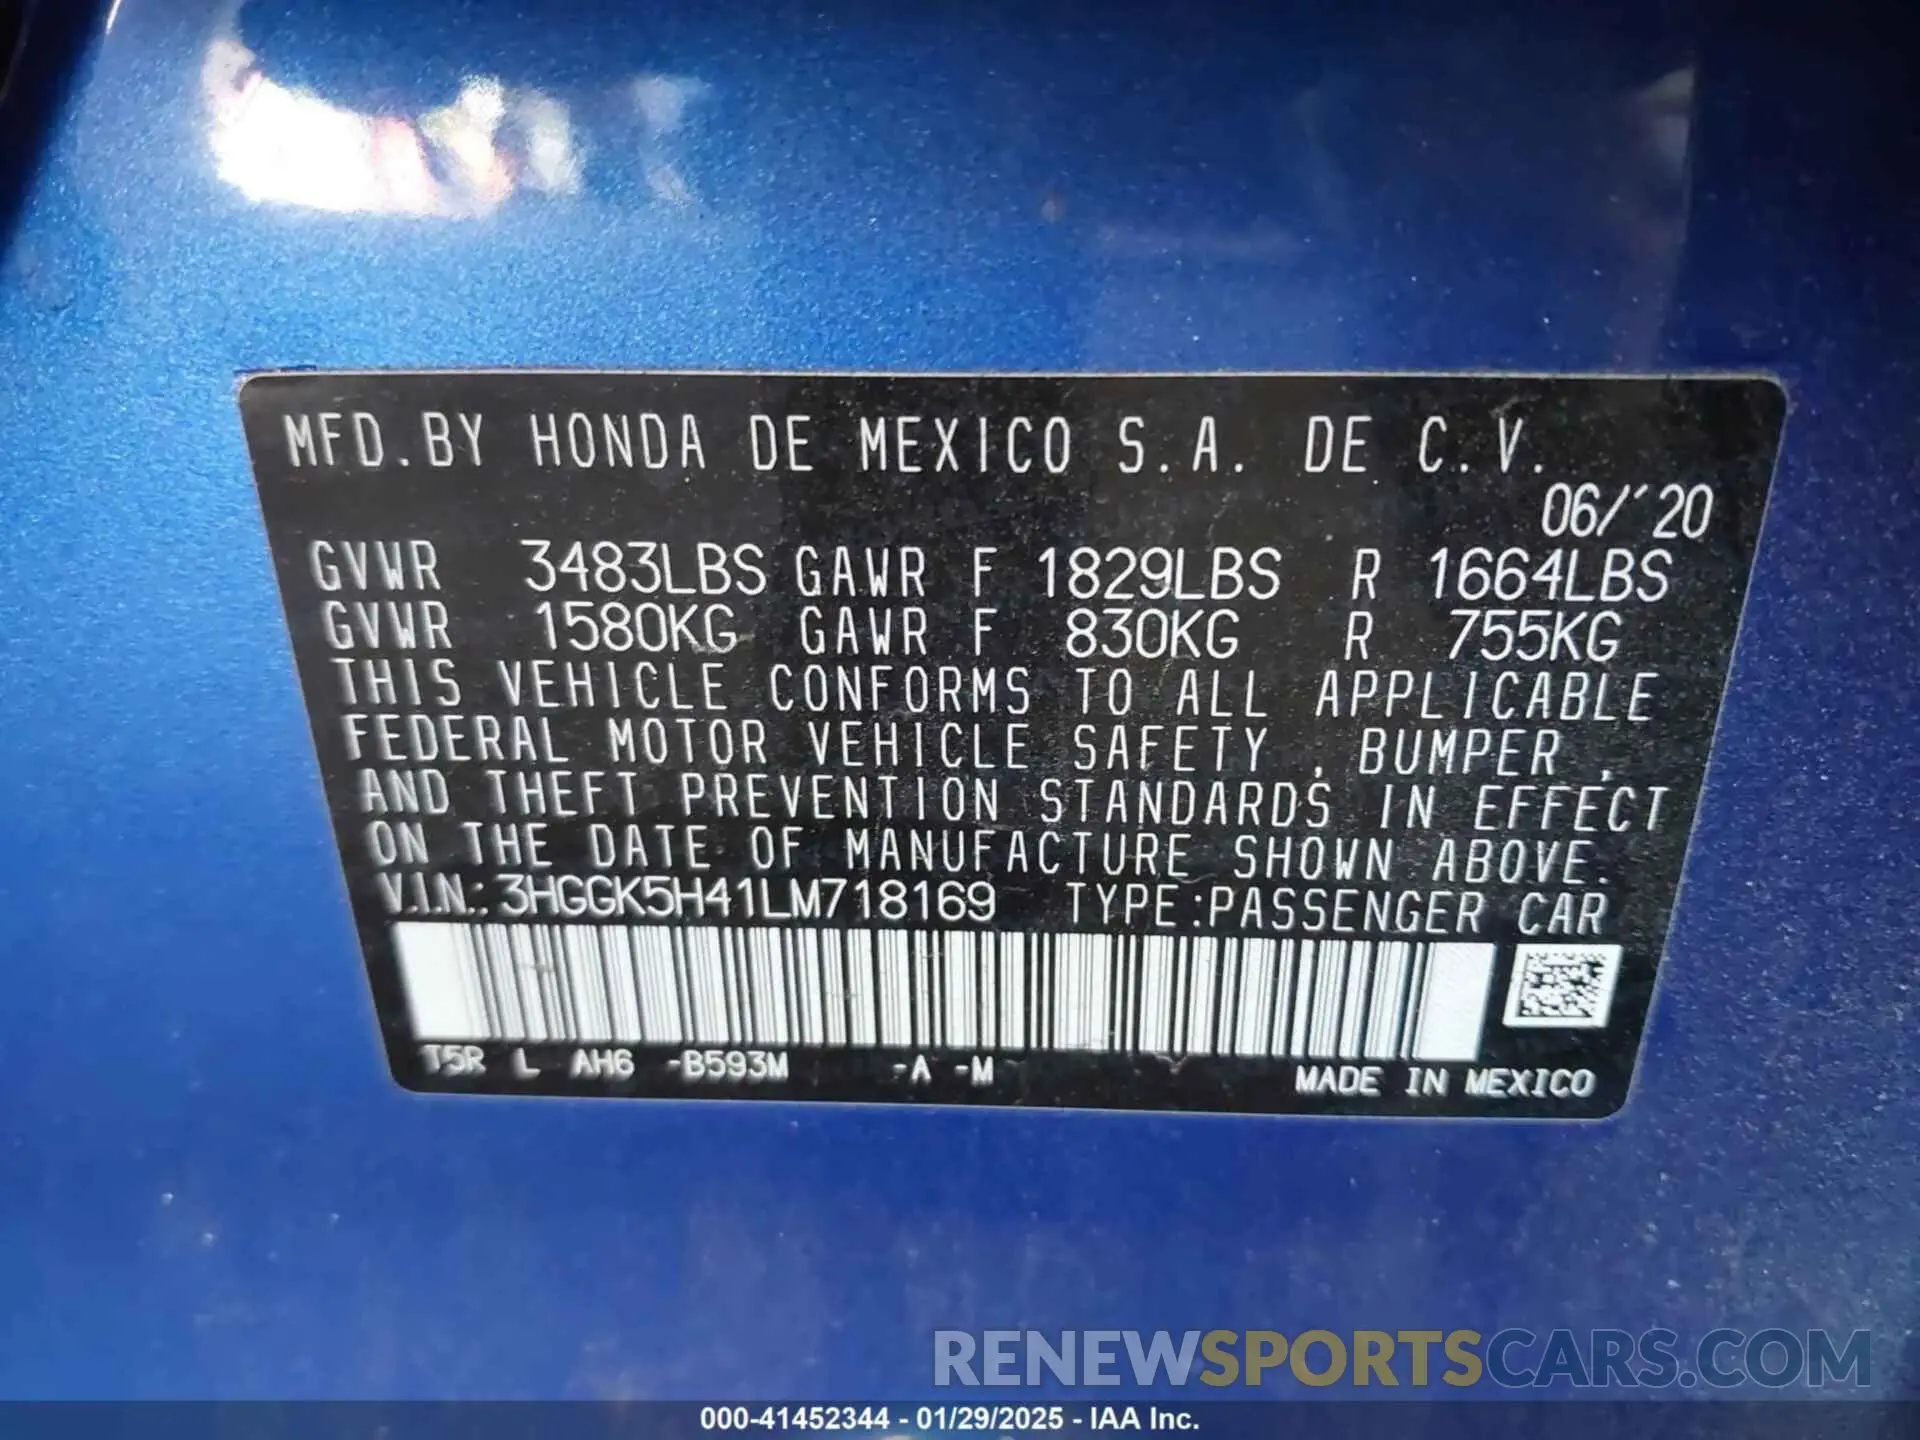 MFD.BY HONDA DE MEXICO S.A. DE C.V.
06/'20
GVWR 3483LBS GAWR F 1829LBS R 1664LBS
GVWR 1580KG GAWR F 830KG R 755KG
THIS VEHICLE CONFORMS TO ALL APPLICABLE
FEDERAL MOTOR VEHICLE SAFETY , BUMPER ,
AND THEFT PREVENTION STANDARDS IN EFFECT
ON THE DATE OF MANUFACTURE SHOWN ABOVE.
V.I.N.: 3HGGK5H41LM718169 TYPE:PASSENGER CAR
T5R L AH6 -B593M -A -M
MADE IN MEXICO
RENEWSPORTSCARS.COM
000-41452344 - 01/29/2025 - IAA Inc.